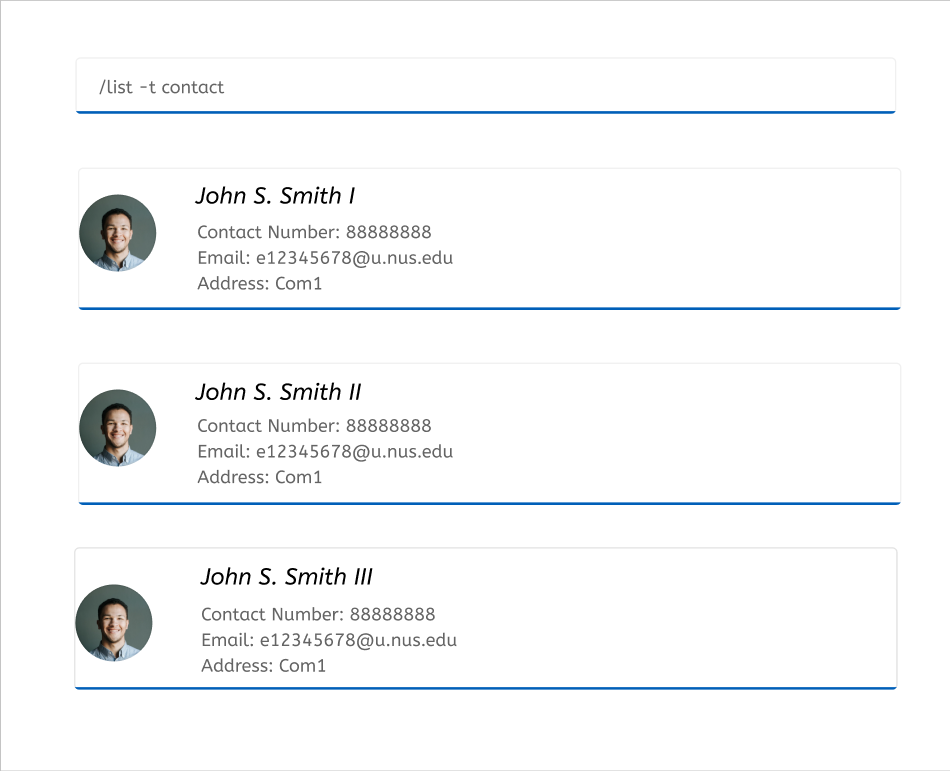 /list -t contact
John S. Smith I
Contact Number: 88888888
Email: e12345678@u.nus.edu
Address: Com1
John S. Smith II
Contact Number: 88888888
Email: e12345678@u.nus.edu
Address: Com1
John S. Smith III
Contact Number: 88888888
Email: e12345678@u.nus.edu
Address: Com1